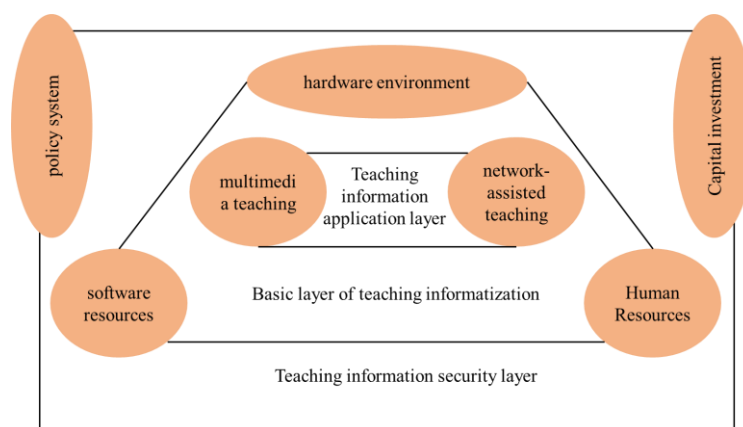 policy system
hardware environment
Capital investment
multimedi
a teaching
Teaching
information
application layer
network-
assisted
teaching
software
resources
Basic layer of teaching informatization
Human
Resources
Teaching information security layer